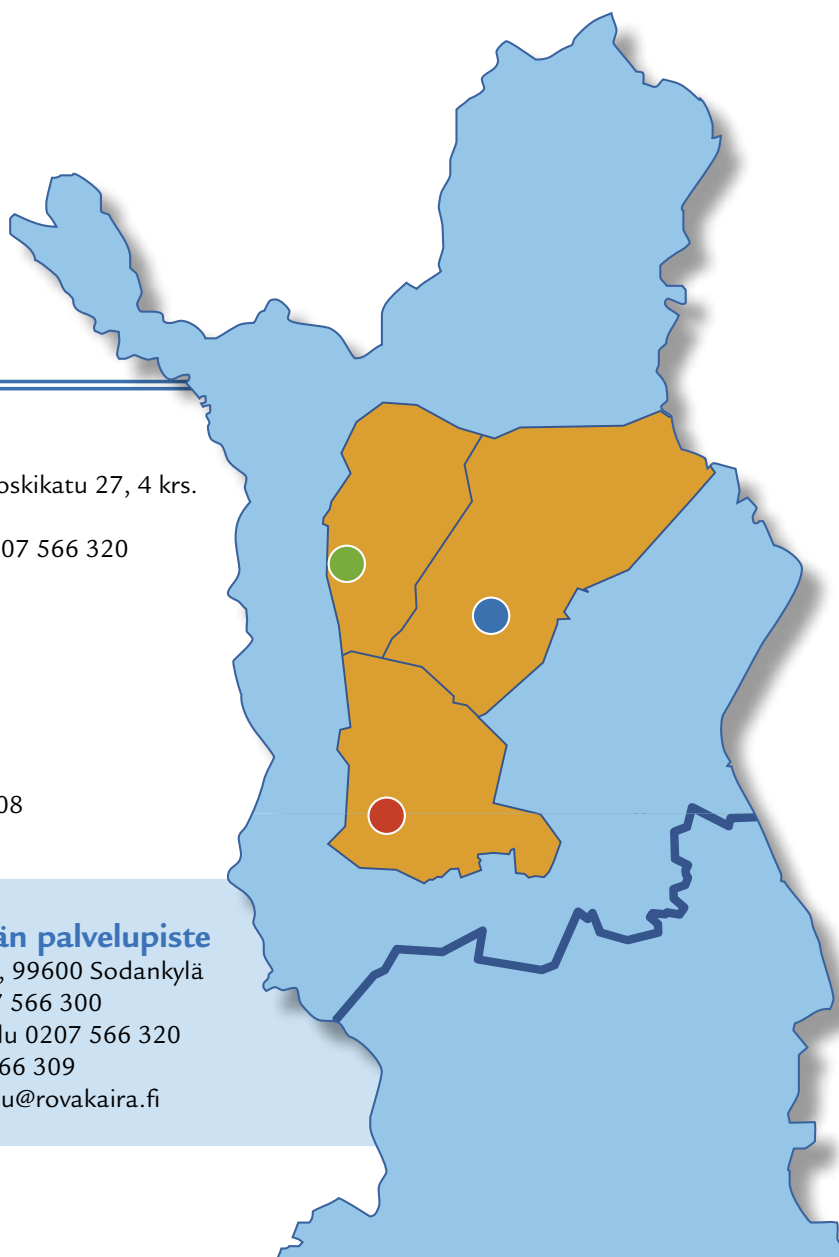 oskikatu 27, 4 krs.
07 566 320
08
än palvelupiste
, 99600 Sodankylä
7 566 300
lu 0207 566 320
66 309
u@rovakaira.fi